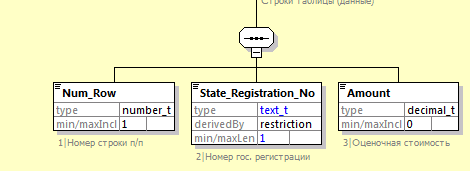 Строки Таблицы (данные)
Num_Row
type number_t
min/maxIncl 1
1|Номер строки п/п
State_Registration_No
type text_t
derivedBy restriction
min/maxLen 1
2|Номер гос. регистрации
Amount
type decimal_t
min/maxIncl 0
3|Оценочная стоимость